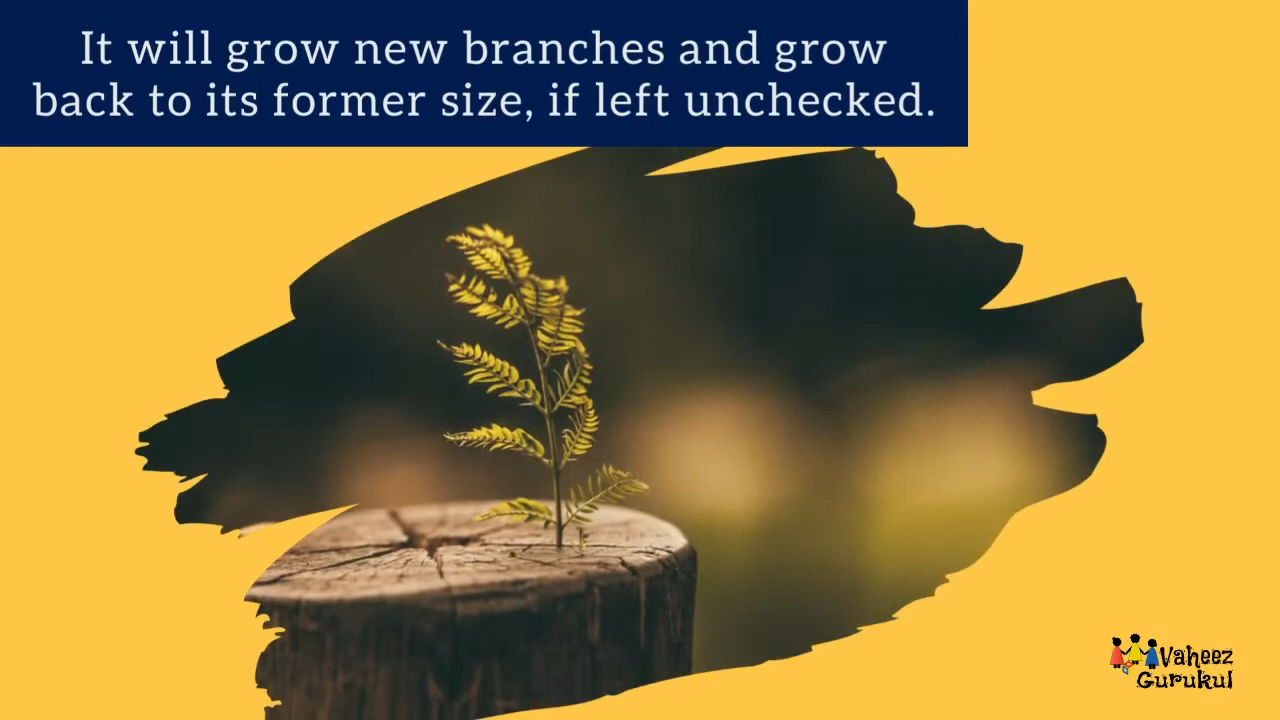 It will grow new branches and grow
back to its former size, if left unchecked.
Vaheez
Gurukul